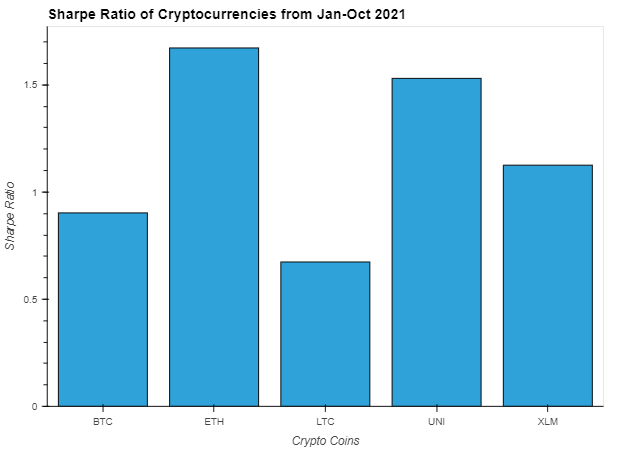 Sharpe Ratio of Cryptocurrencies from Jan-Oct 2021
Sharpe Ratio
1.5
1
0.5
0
BTC ETH LTC UNI XLM
Crypto Coins